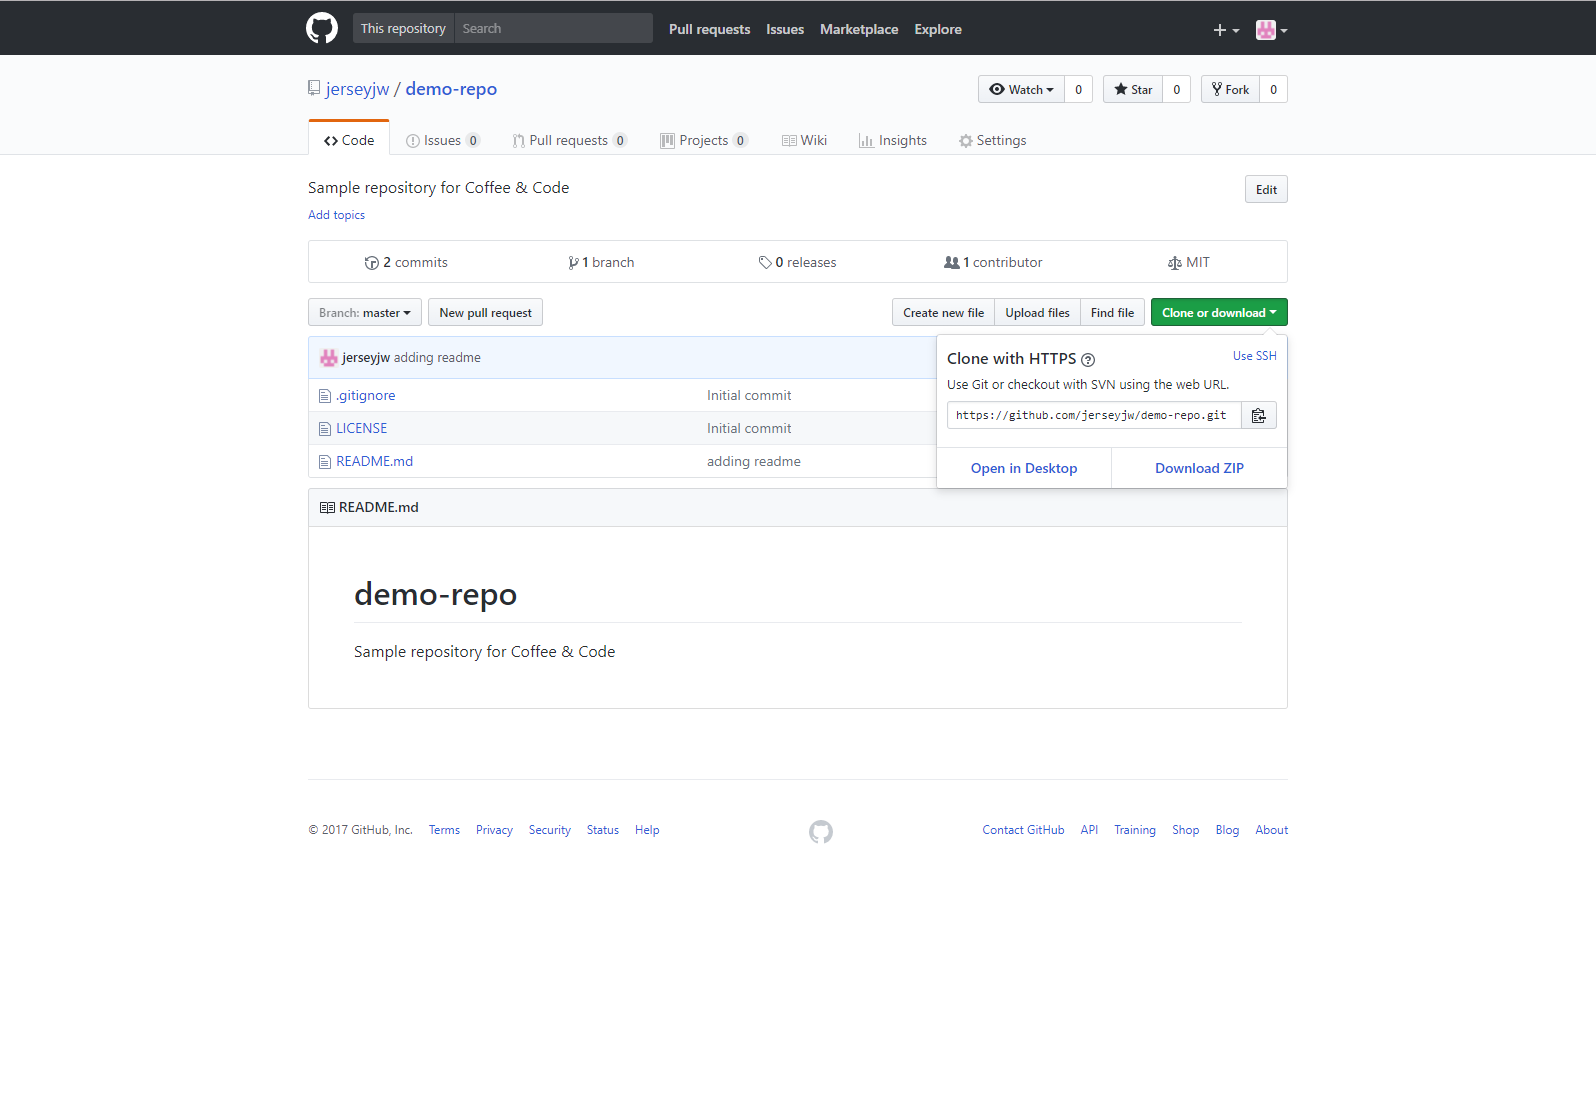 This repository Search Pull requests Issues Marketplace Explore
jerseyjw / demo-repo Watch 0 Star 0 Fork 0
Code Issues 0 Pull requests 0 Projects 0 Wiki Insights Settings
Sample repository for Coffee & Code Edit
Add topics
2 commits 1 branch 0 releases 1 contributor MIT
Branch: master New pull request Create new file Upload files Find file Clone or download
jerseyjw adding readme
.gitignore Initial commit
LICENSE Initial commit
README.md adding readme
Clone with HTTPS Use SSH
Use Git or checkout with SVN using the web URL.
https://github.com/jerseyjw/demo-repo.git
Open in Desktop Download ZIP
README.md
demo-repo
Sample repository for Coffee & Code
© 2017 GitHub, Inc. Terms Privacy Security Status Help Contact GitHub API Training Shop Blog About